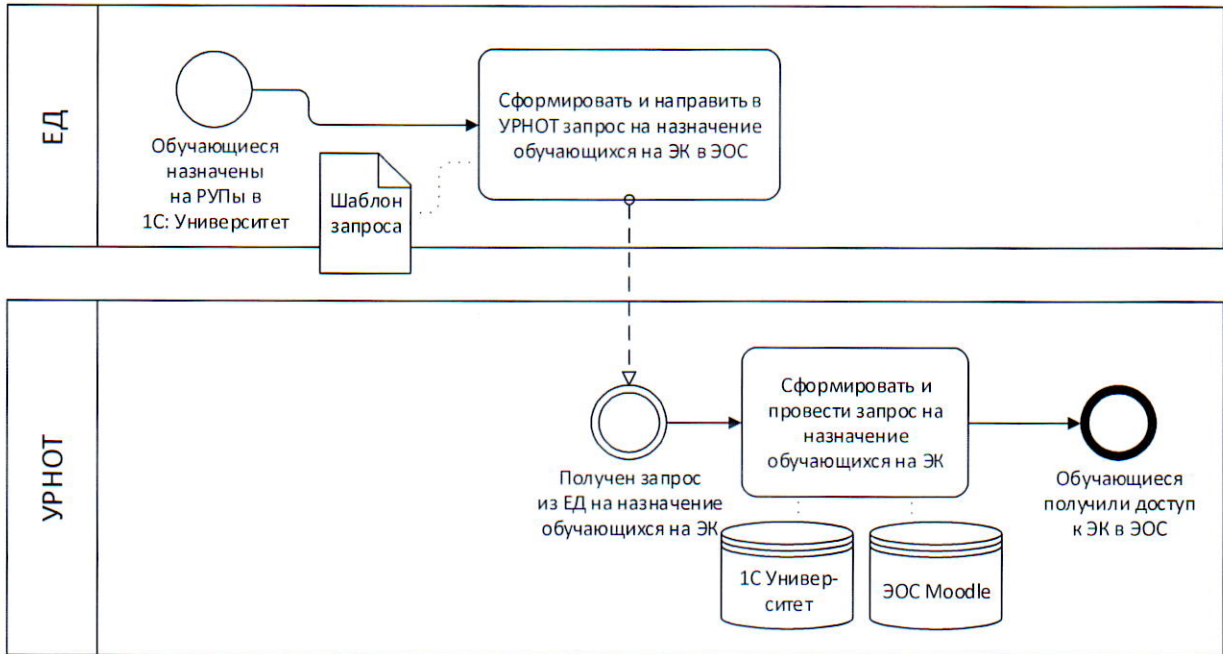 ЕД
Обучающиеся
назначены
на РУПы в
1С: Университет
Шаблон
запроса
Сформировать и направить в
УРНОТ запрос на назначение
обучающихся на ЭК в ЭОС
УРНОТ
Получен запрос
из ЕД на назначение
обучающихся на ЭК
Сформировать и
провести запрос на
назначение
обучающихся на ЭК
1С Универ-
ситет
ЭОС Moodle
Обучающиеся
получили доступ
к ЭК в ЭОС